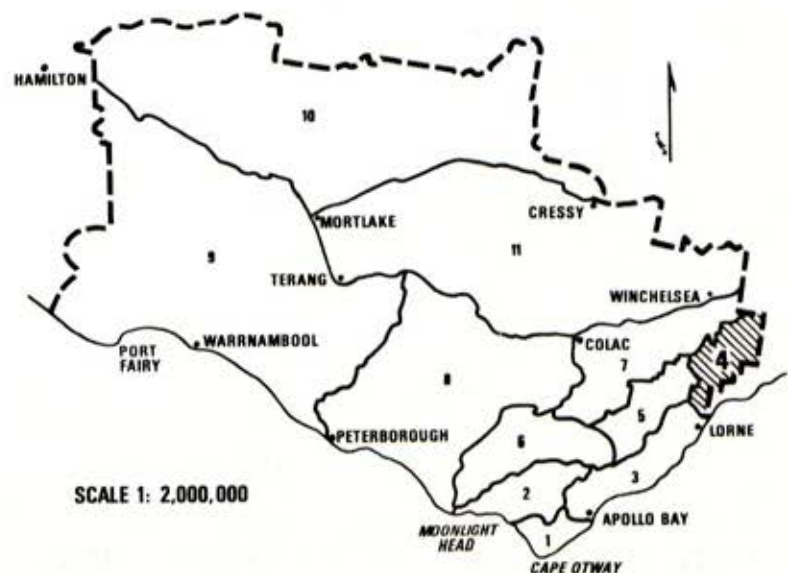 HAMILTON
10
MORTLAKE
CRESSY
9
11
TERANG
WINCHELSEA
PORT
FAIRY
WARRNAMBOOL
COLAC
4
7
8
5
PETERBOROUGH
LORNE
6
3
SCALE 1: 2,000,000
2
MOONLIGHT
HEAD
APOLLO BAY
1
CAPE OTWAY